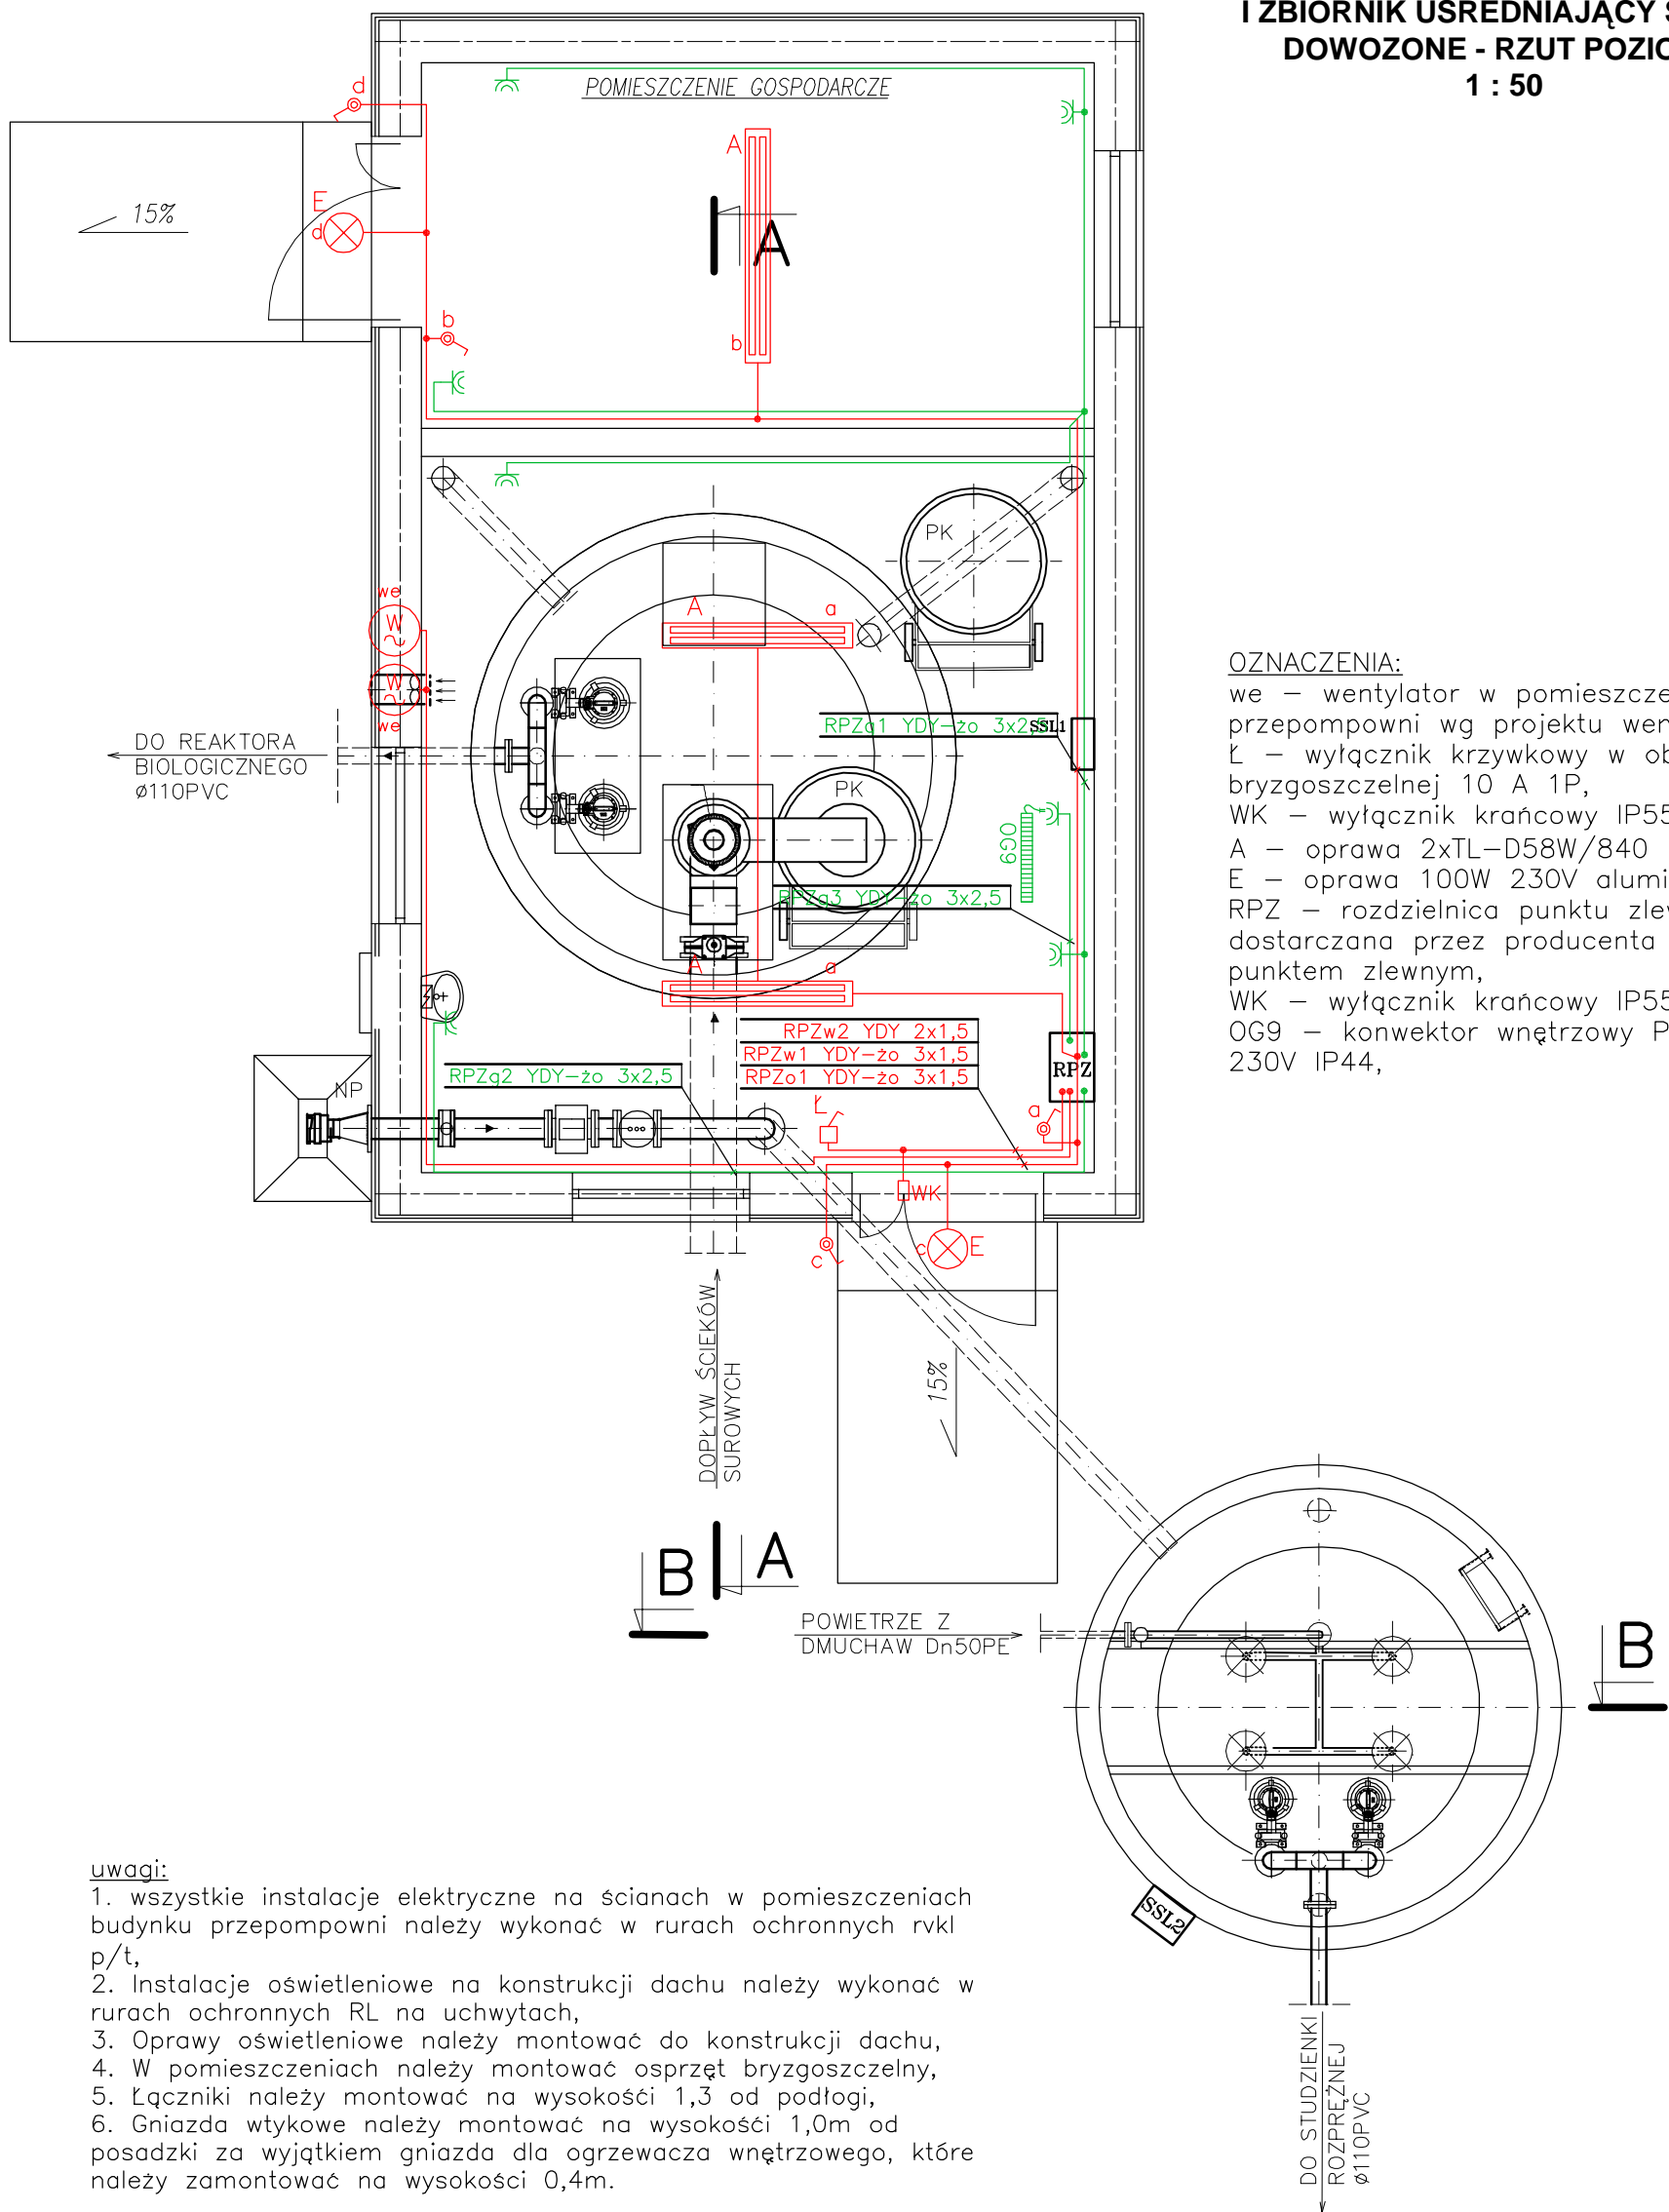 I ZBIORNIK UŚREDNIAJĄCY
DOWOŻONE - RZUT
1 : 50
POMIESZCZENIE GOSPODARCZE
d
A
15%
E
d
A
b
b
PK
we
W
A
a
W
we
RPZg1 YDY-żo 3x2,5
SSL1
DO REAKTORA
BIOLOGICZNEGO
ø110PVC
PK
OG9
RPZg3 YDY-żo 3x2,5
A
a
RPZw2 YDY 2x1,5
RPZw1 YDY-żo 3x1,5
RPZo1 YDY-żo 3x1,5
RPZg2 YDY-żo 3x2,5
RPZ
NP
Ł
a
WK
c
c
E
OZNACZENIA:
we – wentylator w
przepompowni wg projektu
Ł – wyłącznik krzywkowy w
bryzgoszczelnej 10 A 1P,
WK – wyłącznik krańcowy IP55
A – oprawa 2xTL-D58W/840
E – oprawa 100W 230V
RPZ – rozdzielnica punktu
dostarczana przez producenta
punktem zlewnym,
WK – wyłącznik krańcowy IP55
OG9 – konwektor wnętrzowy
230V IP44,
DOPŁYW ŚCIEKÓW
SUROWYCH
15%
B
A
POWIETRZE Z
DMUCHAW Dn50PE
B
SSL2
DO STUDZIENKI
ROZPRĘŻNEJ
ø110PVC
uwagi:
1. wszystkie instalacje elektryczne na ścianach w pomieszczeniach
budynku przepompowni należy wykonać w rurach ochronnych rvkl
p/t,
2. Instalacje oświetleniowe na konstrukcji dachu należy wykonać w
rurach ochronnych RL na uchwytach,
3. Oprawy oświetleniowe należy montować do konstrukcji dachu,
4. W pomieszczeniach należy montować osprzęt bryzgoszczelny,
5. Łączniki należy montować na wysokośći 1,3 od podłogi,
6. Gniazda wtykowe należy montować na wysokośći 1,0m od
posadzki za wyjątkiem gniazda dla ogrzewacza wnętrzowego, które
należy zamontować na wysokości 0,4m.